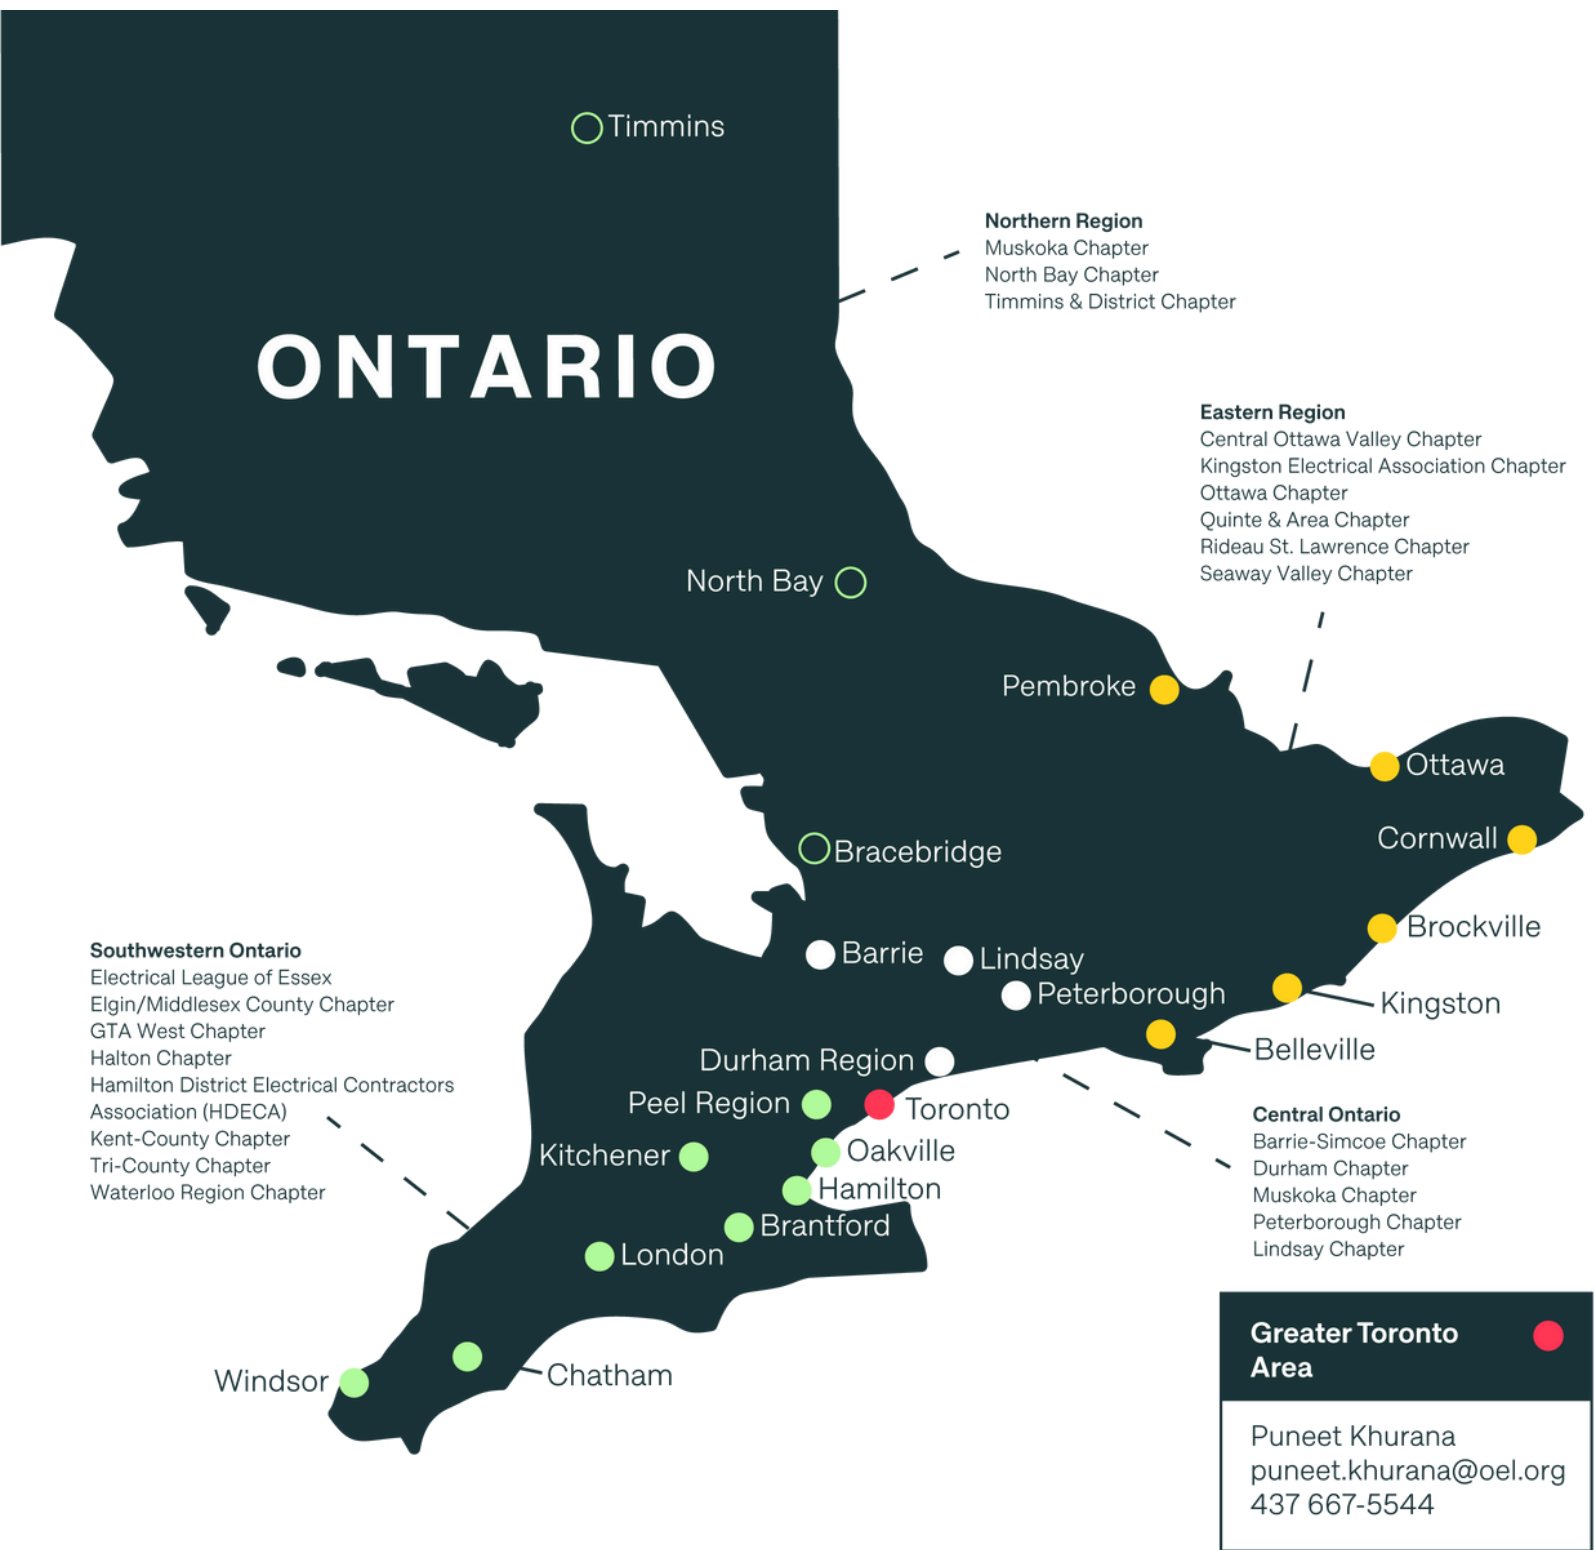 Timmins
Northern Region
Muskoka Chapter
North Bay Chapter
Timmins & District Chapter
ONTARIO
Eastern Region
Central Ottawa Valley Chapter
Kingston Electrical Association Chapter
Ottawa Chapter
Quinte & Area Chapter
Rideau St. Lawrence Chapter
Seaway Valley Chapter
North Bay
Pembroke
Ottawa
Cornwall
Bracebridge
Brockville
Barrie
Lindsay
Peterborough
Kingston
Belleville
Southwestern Ontario
Electrical League of Essex
Elgin/Middlesex County Chapter
GTA West Chapter
Halton Chapter
Hamilton District Electrical Contractors
Association (HDECA)
Kent-County Chapter
Tri-County Chapter
Waterloo Region Chapter
Durham Region
Peel Region
Toronto
Kitchener
Oakville
Hamilton
Brantford
London
Central Ontario
Barrie-Simcoe Chapter
Durham Chapter
Muskoka Chapter
Peterborough Chapter
Lindsay Chapter
Windsor
Chatham
Greater Toronto
Area
Puneet Khurana
puneet.khurana@oel.org
437 667-5544